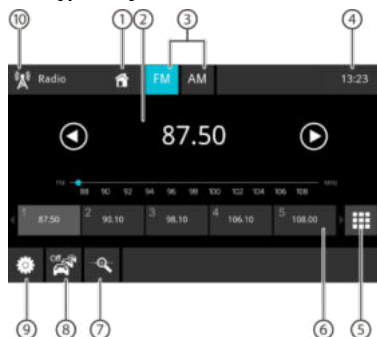 ⑩ ① ② ③ ④
Radio FM AM 13:23
87.50
FM 88 90 92 94 96 98 100 102 104 106 108 MHz
1 87.50 2 90.10 3 98.10 4 106.10 5 108.00
Off
⑨ ⑧ ⑦ ⑥ ⑤